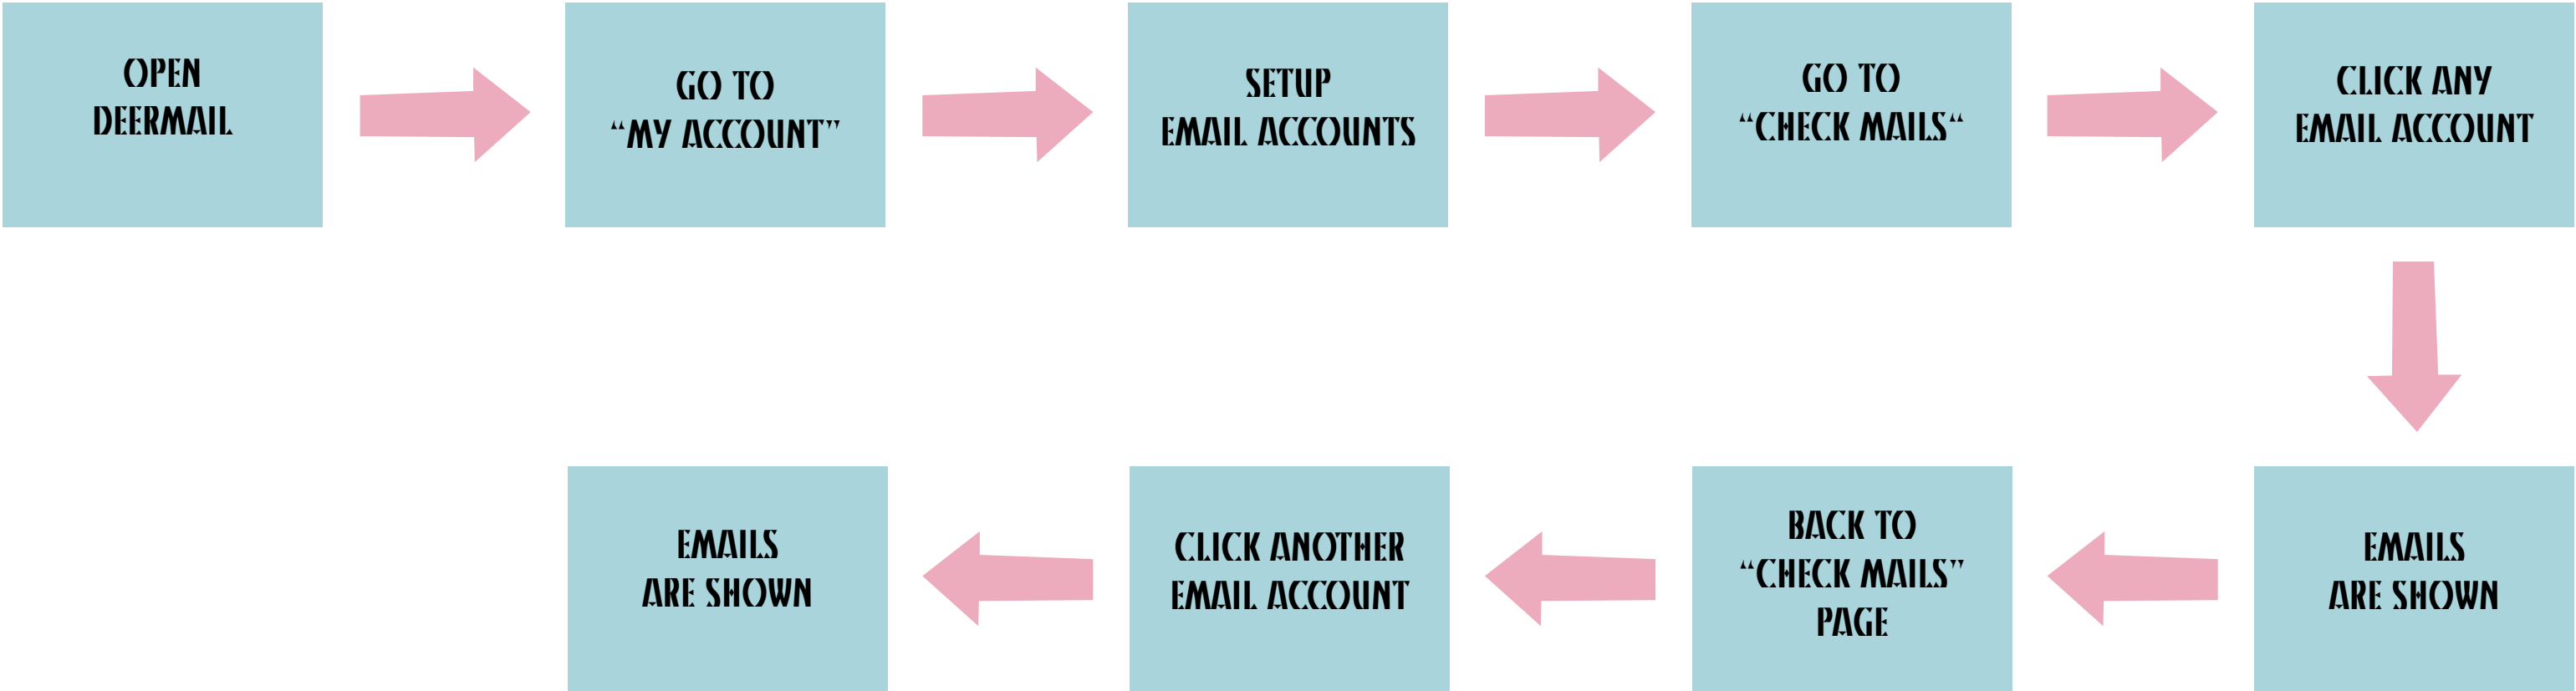 OPEN
DEERMAIL
GO TO
“MY ACCOUNT”
SETUP
EMAIL ACCOUNTS
GO TO
“CHECK MAILS“
CLICK ANY
EMAIL ACCOUNT
EMAILS
ARE SHOWN
BACK TO
“CHECK MAILS”
PAGE
CLICK ANOTHER
EMAIL ACCOUNT
EMAILS
ARE SHOWN